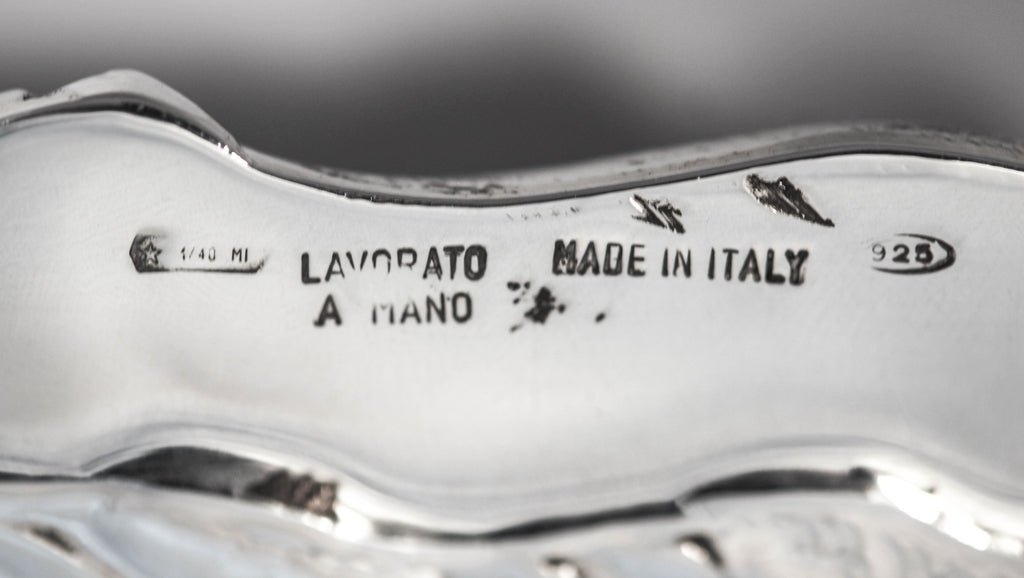 1/40 MI
LAVORATO
A MANO
MADE IN ITALY
925